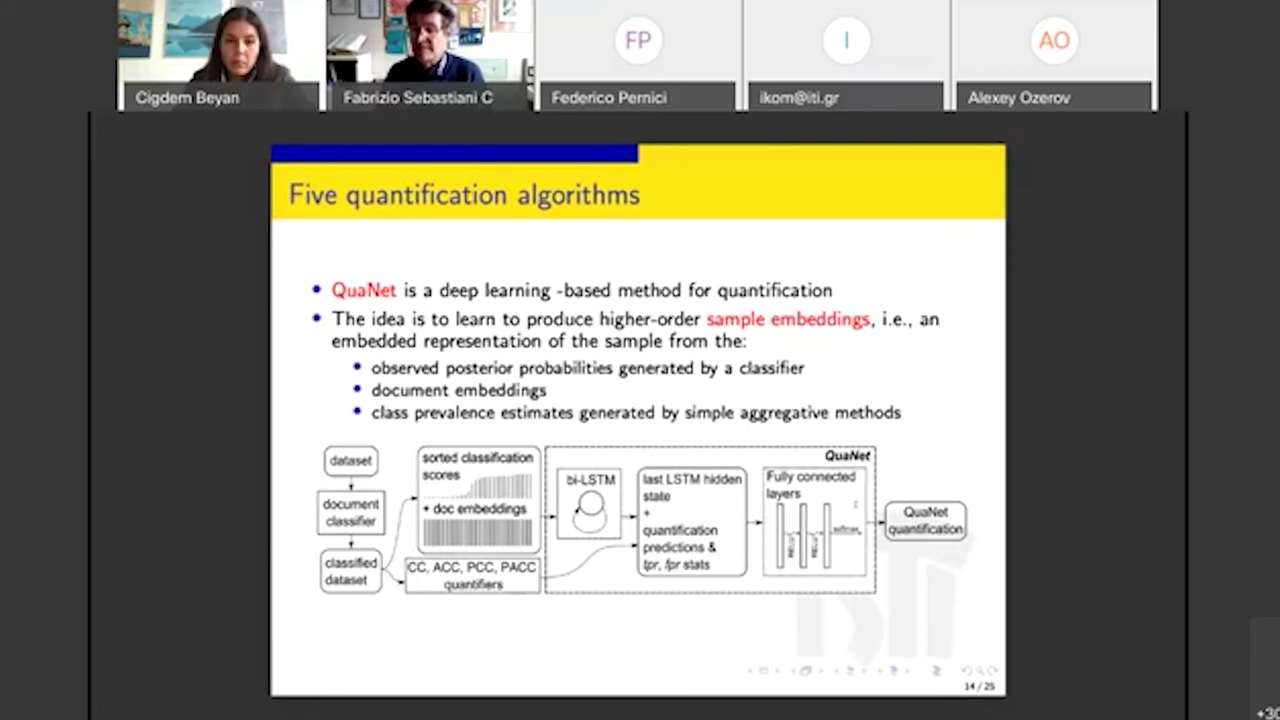 Cigdem Beyan
Fabrizio Sebastiani C
FP
Federico Pernici
I
ikom@iti.gr
AO
Alexey Ozerov
Five quantification algorithms
QuaNet is a deep learning -based method for quantification
The idea is to learn to produce higher-order sample embeddings, i.e., an
embedded representation of the sample from the:
observed posterior probabilities generated by a classifier
document embeddings
class prevalence estimates generated by simple aggregative methods
dataset
document
classifier
classified
dataset
sorted classification
scores
+ doc embeddings
CC, ACC, PCC, PACC
quantifiers
QuaNet
bi-LSTM
last LSTM hidden
state
+
quantification
predictions &
tpr, fpr stats
Fully connected
layers
RELU
RELU
softmax
QuaNet
quantification
14 / 25